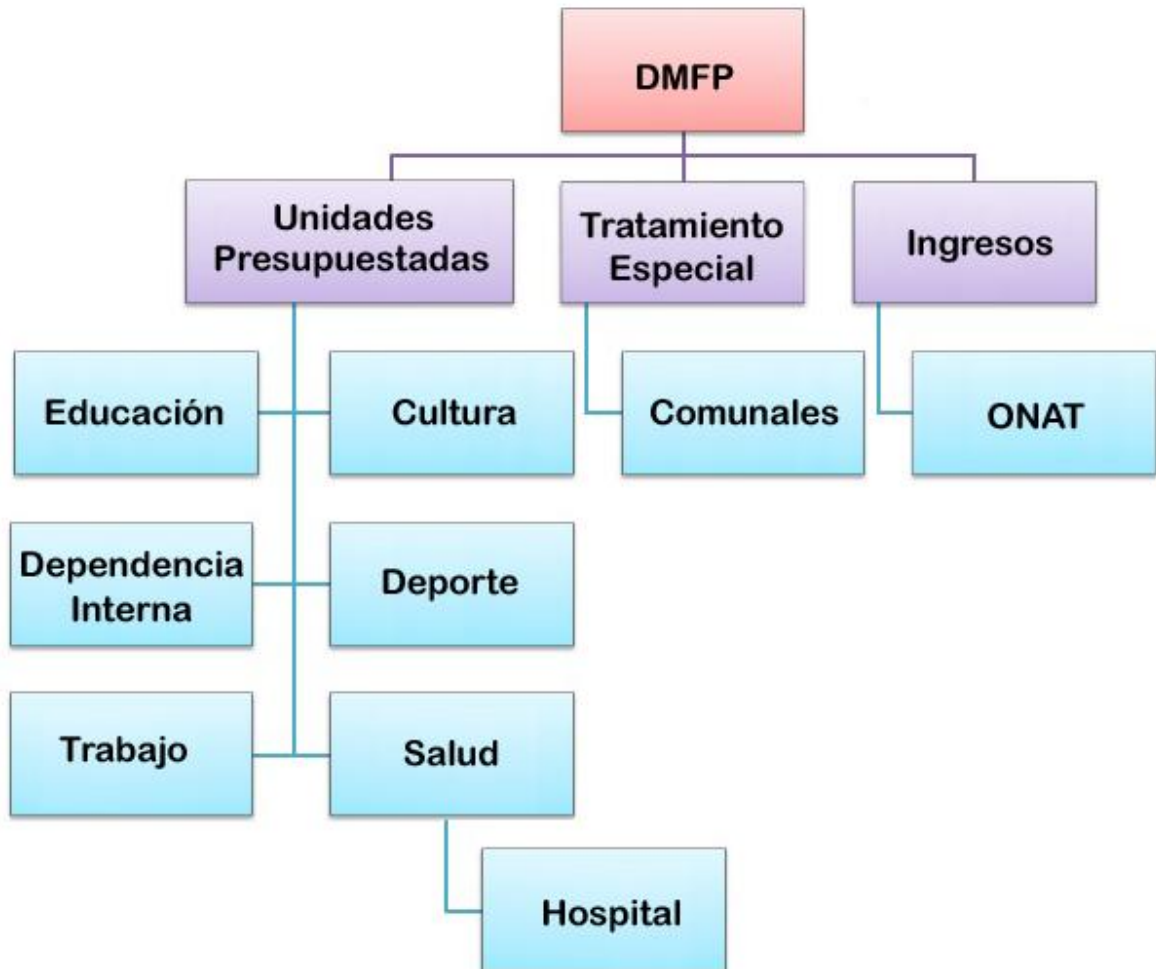 DMFP
Unidades
Presupuestadas
Tratamiento
Especial
Ingresos
Educación
Cultura
Comunales
ONAT
Dependencia
Interna
Deporte
Trabajo
Salud
Hospital